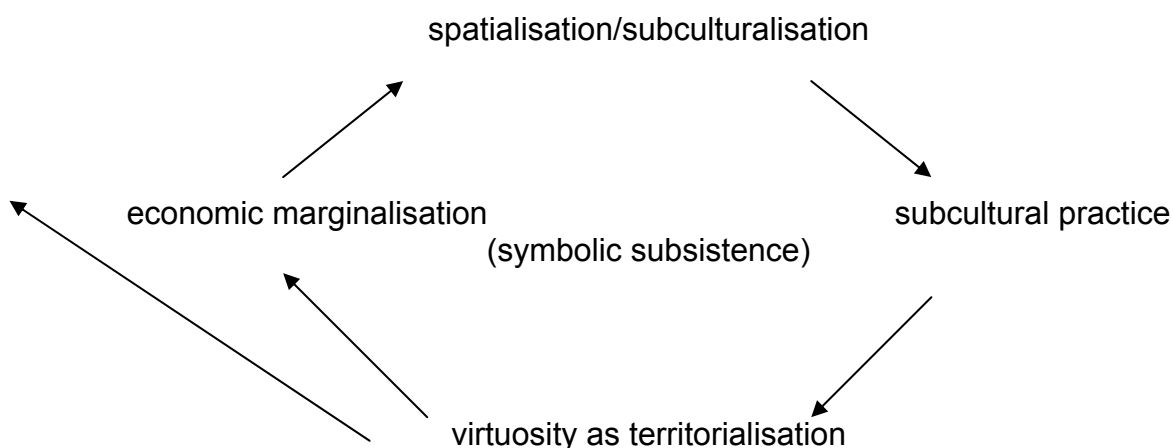 spatialisation/subculturalisation
economic marginalisation
subcultural practice
(symbolic subsistence)
virtuosity as territorialisation